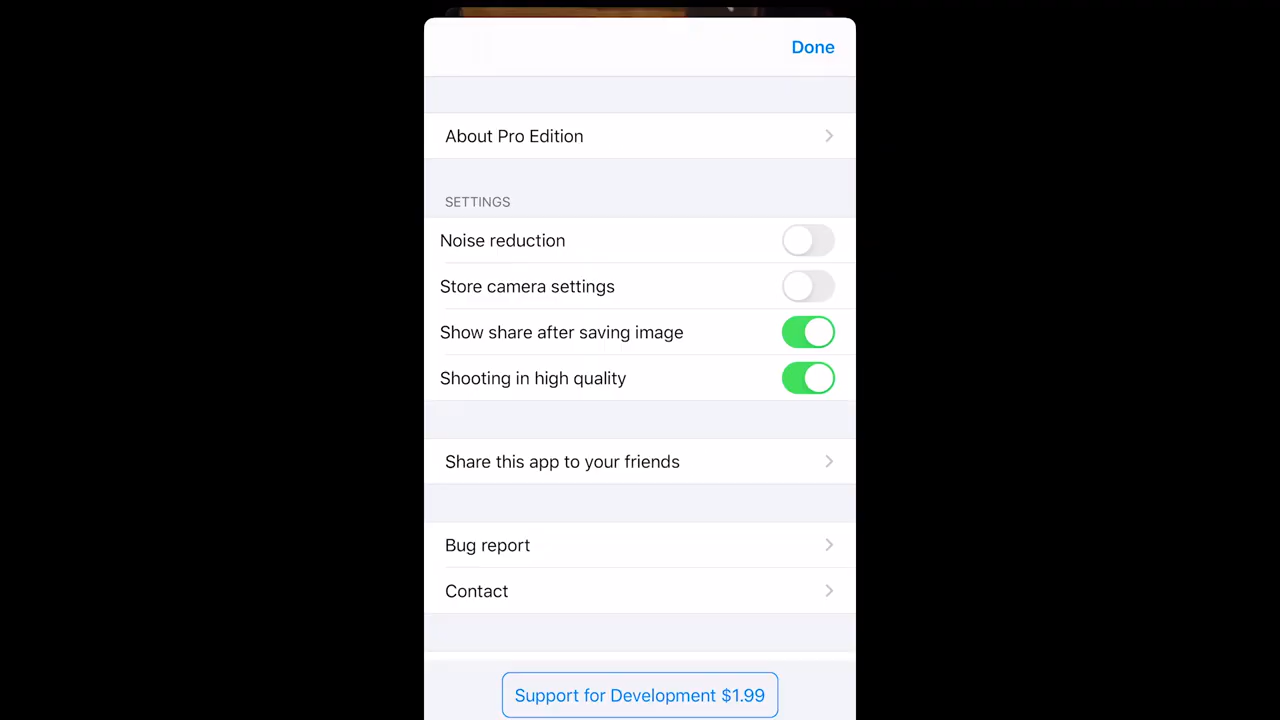 Done
About Pro Edition
SETTINGS
Noise reduction
Store camera settings
Show share after saving image
Shooting in high quality
Share this app to your friends
Bug report
Contact
Support for Development $1.99